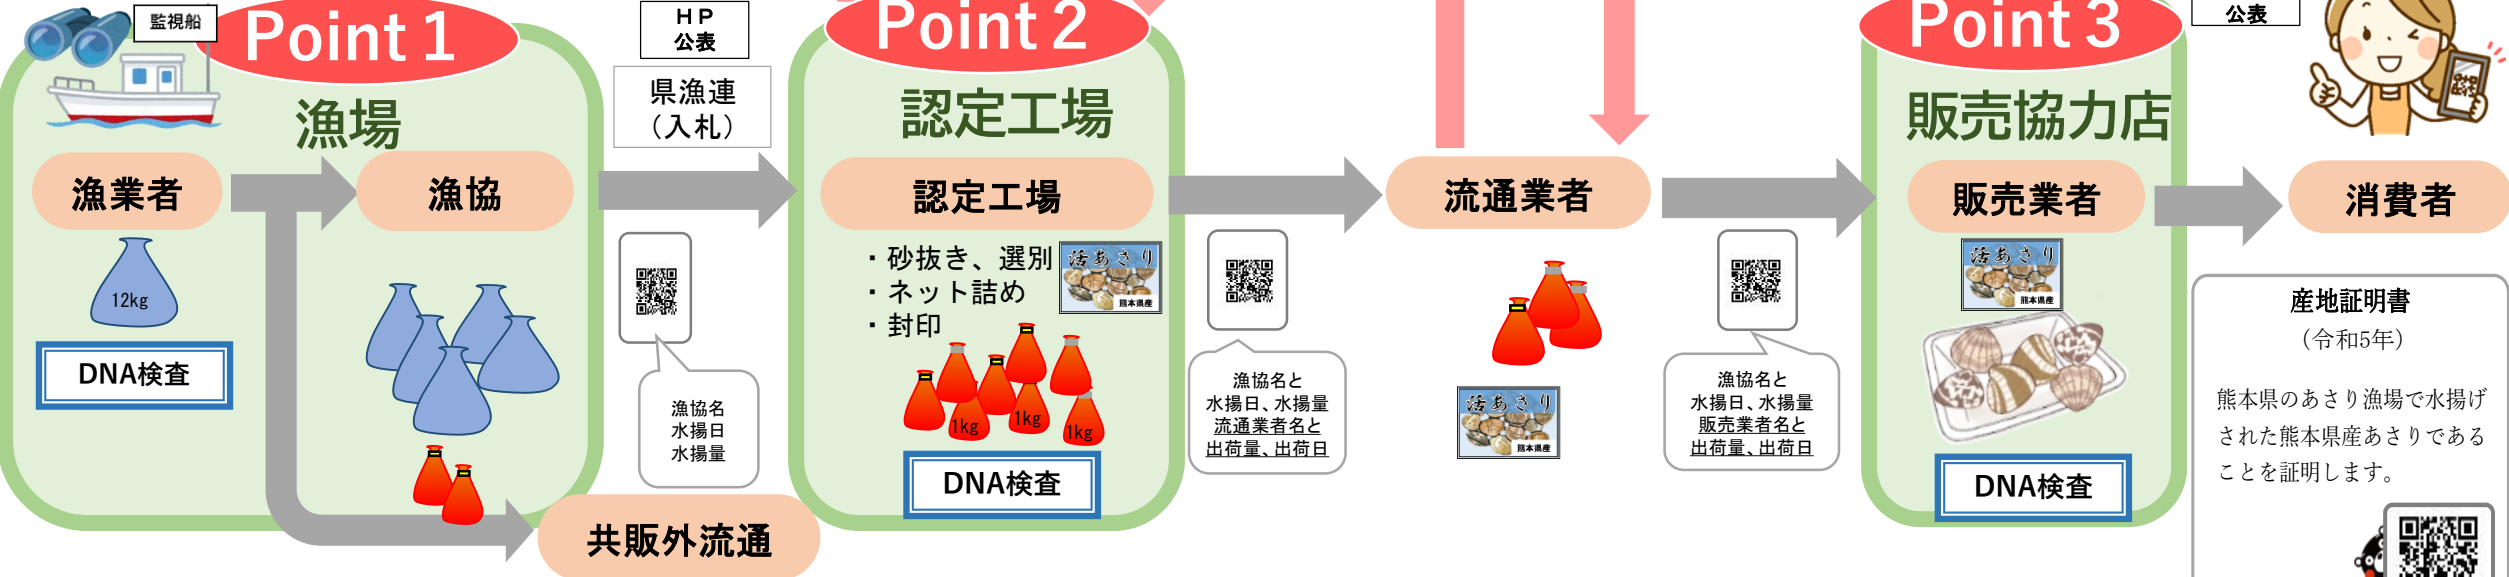 監視船
Point 1
漁場
漁業者
漁協
12kg
DNA検査
HP
公表
県漁連
（入札）
漁協名
水揚日
水揚量
共販外流通
Point 2
認定工場
認定工場
・砂抜き、選別
・ネット詰め
・封印
活あさり
熊本県産
1kg
1kg
1kg
DNA検査
漁協名と
水揚日、水揚量
流通業者名と
出荷量、出荷日
流通業者
活あさり
熊本県産
漁協名と
水揚日、水揚量
販売業者名と
出荷量、出荷日
Point 3
販売協力店
販売業者
活あさり
熊本県産
DNA検査
公表
消費者
産地証明書
（令和5年）
熊本県のあさり漁場で水揚げ
された熊本県産あさりである
ことを証明します。